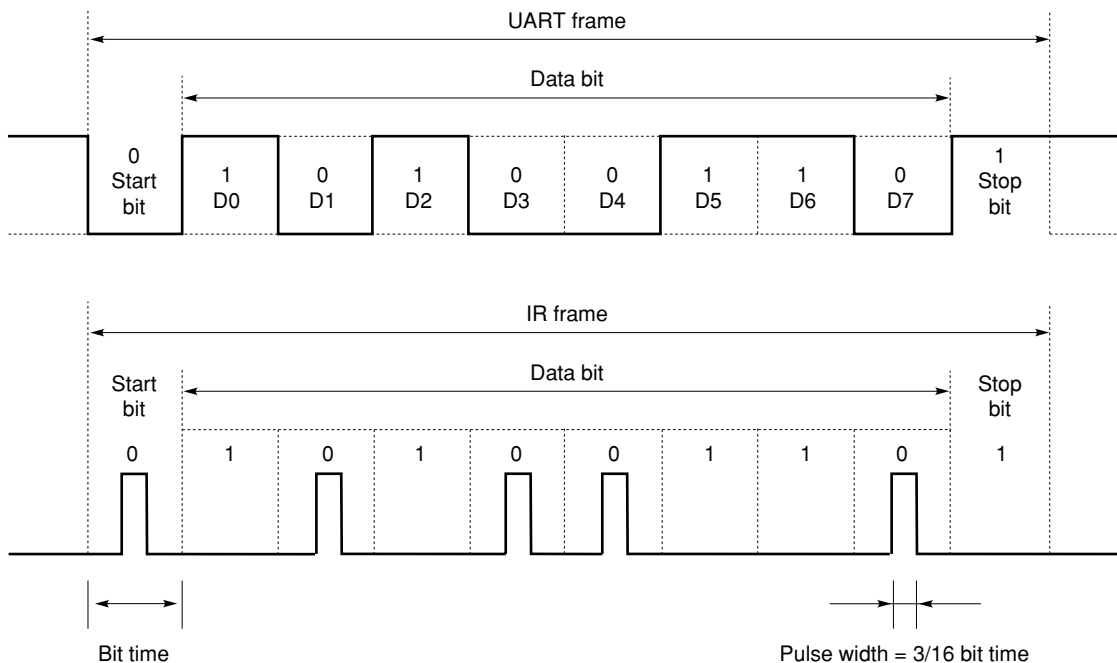 UART frame
Data bit
0 1
Start 1 0 1 0 0 1 1 0 Stop
bit D0 D1 D2 D3 D4 D5 D6 D7 bit
IR frame
Start Data bit Stop
bit bit
0 1 0 1 0 0 1 1 0 1
Bit time Pulse width = 3/16 bit time